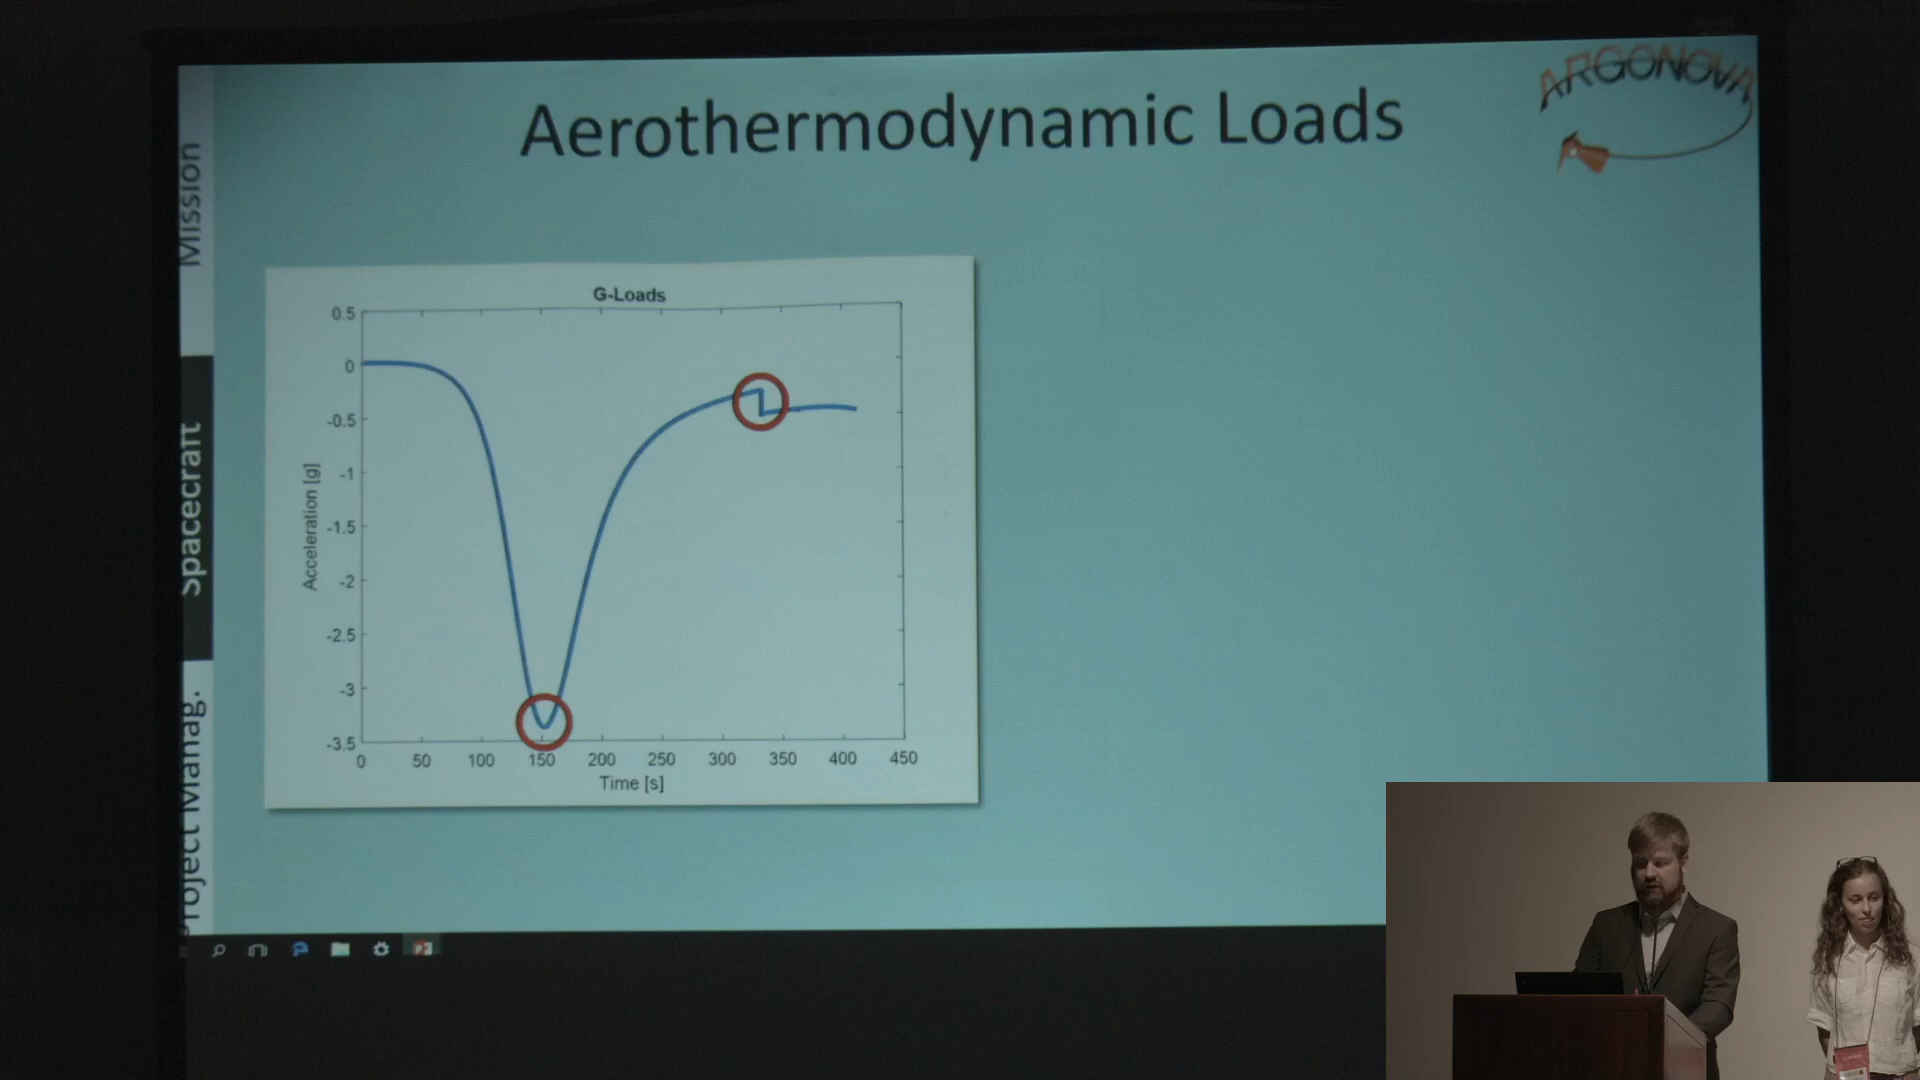 Aerothermodynamic Loads
ARGONOVA
Mission
Spacecraft
Project Manag.
G-Loads
0.5
0
-0.5
-1
-1.5
-2
-2.5
-3
-3.5
Acceleration [g]
0 50 100 150 200 250 300 350 400 450
Time [s]